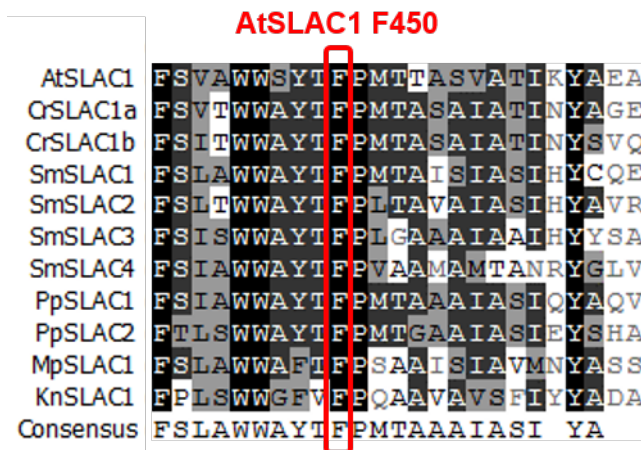 AtSLAC1 F450
AtSLAC1 FSVAWWSYTFPMTTASVATIKYAEA
CrSLAC1a FSVTWWAYTFPMTASAIATINYAGE
CrSLAC1b FSITWWAYTFPMTASAIATINYSVQ
SmSLAC1 FSLAWWAYTFPMTAISIASIHYCQE
SmSLAC2 FSLTWWAYTFPLTAVAIASIHYAVR
SmSLAC3 FSISWWAYTFPLGAAAIAAIHYYSA
SmSLAC4 FSIAWWAYTFPVAAMAMTANRYGLV
PpSLAC1 FSIAWWAYTFPMTAAAIASIQYAQV
PpSLAC2 FTLSWWAYTFPMTGAAIASIEYSHA
MpSLAC1 FSLAWWAFTFPSAAISIAVMNYASS
KnSLAC1 FPLSWWGFVFPQAAVAVSFIYYADA
Consensus FSLAWWAYTFPMTAAAIASI YA